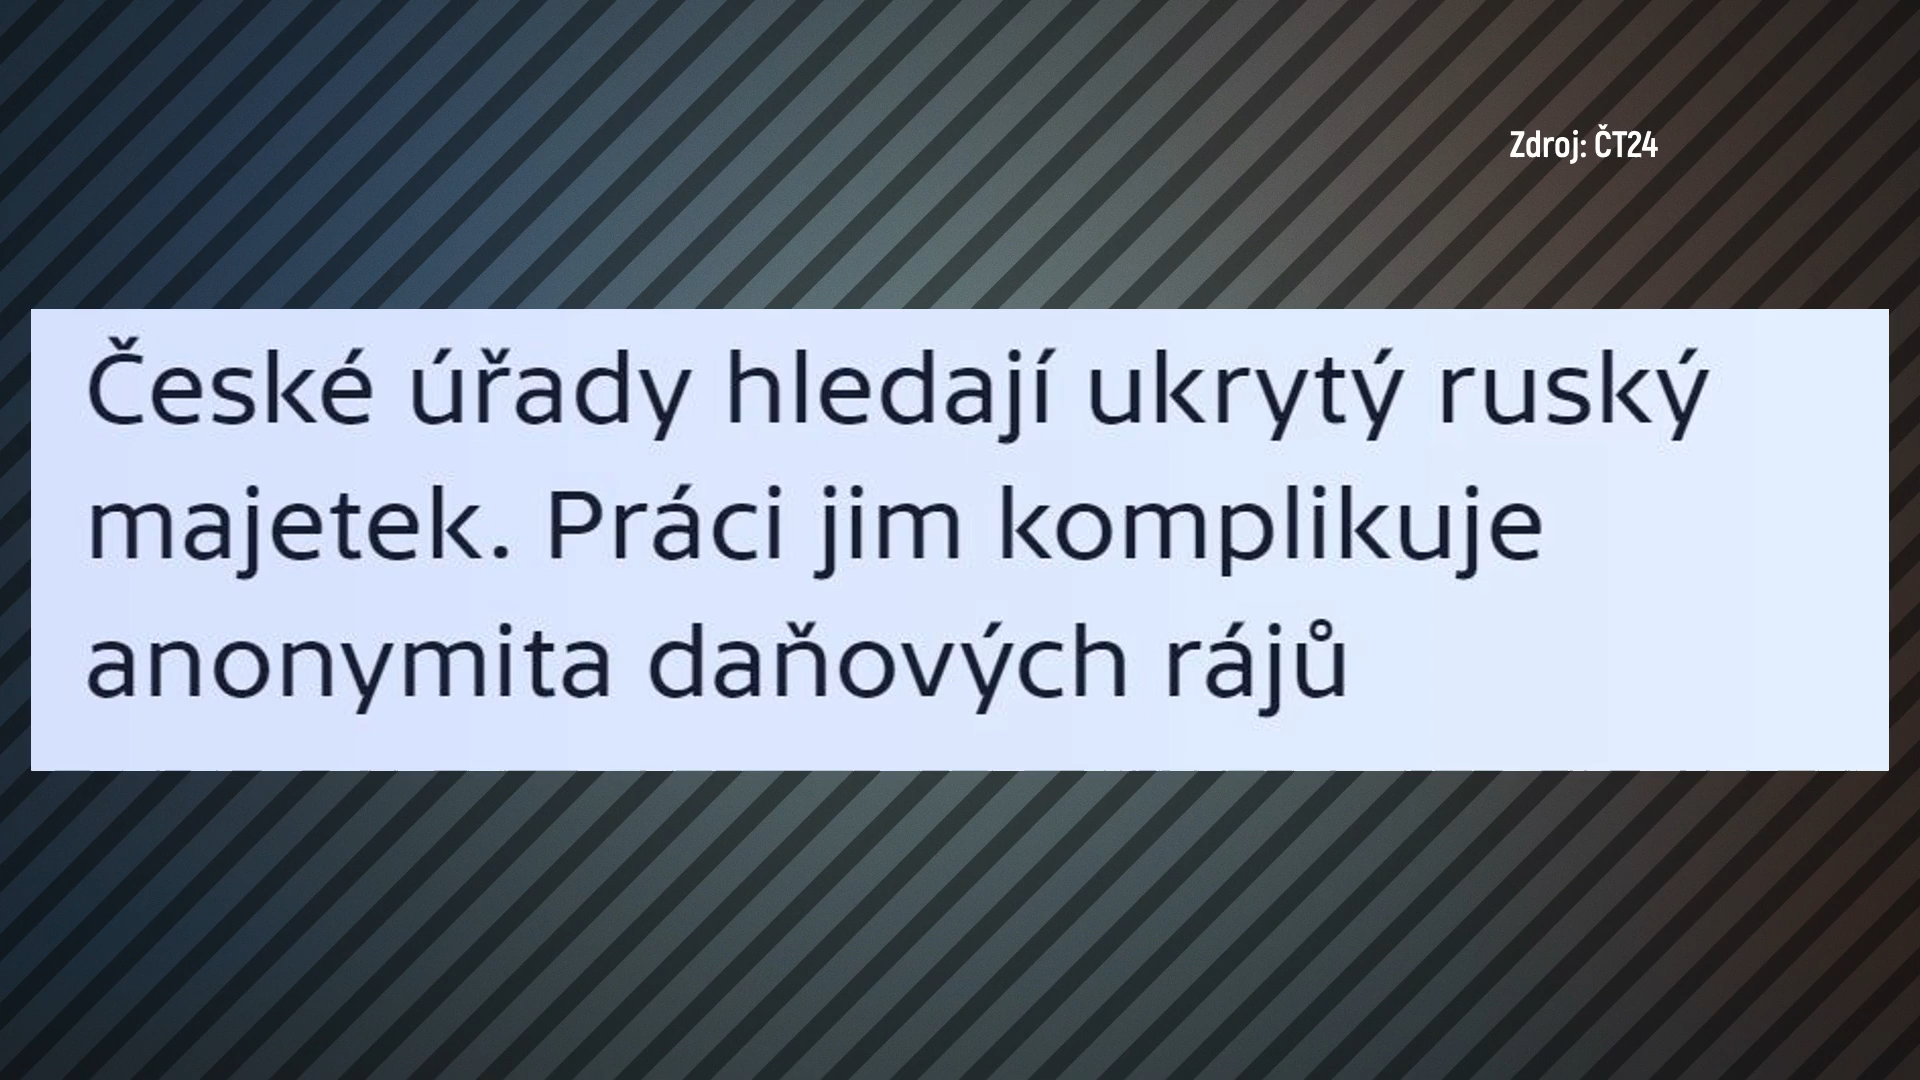 Zdroj: ČT24
České úřady hledají ukrytý ruský
majetek. Práci jim komplikuje
anonymita daňových rájů